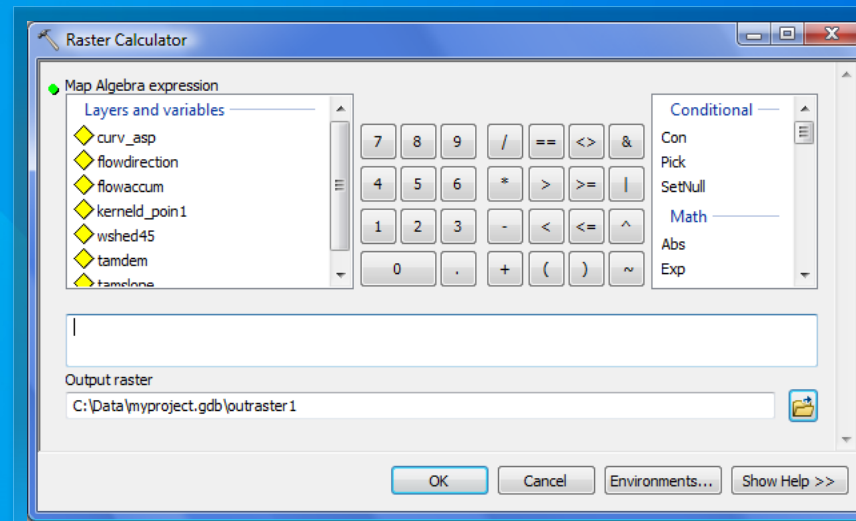 Raster Calculator
Map Algebra expression
Layers and variables
curv_asp
flowdirection
flowaccum
kerneld_poin1
wshed45
tamdem
tamslope
7 8 9 / == <> &
4 5 6 * > >= |
1 2 3 - < <= ^
0 . + ( ) ~
Conditional
Con
Pick
SetNull
Math
Abs
Exp
Output raster
C:\Data\myproject.gdb\outraster1
OK Cancel Environments... Show Help >>